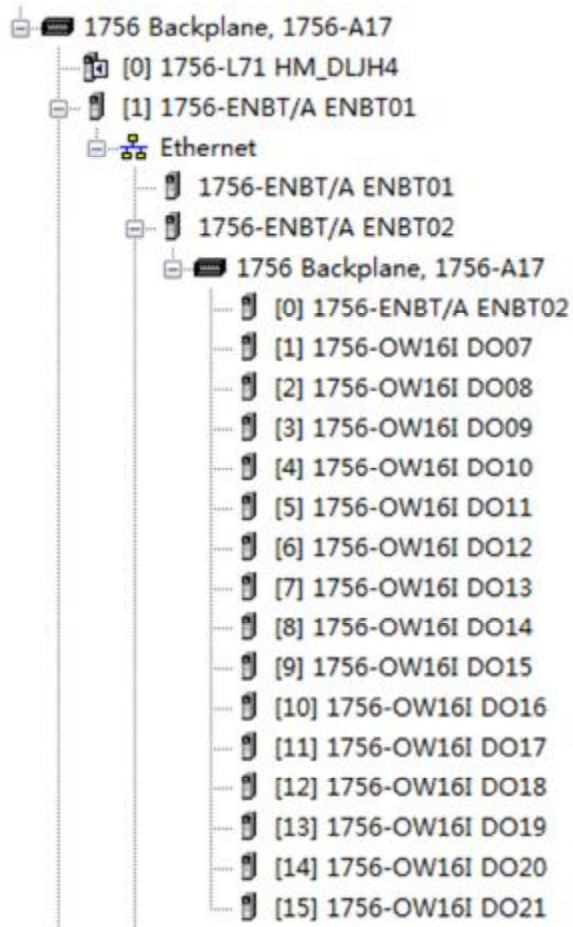 1756 Backplane, 1756-A17
[0] 1756-L71 HM_DLJH4
[1] 1756-ENBT/A ENBT01
Ethernet
1756-ENBT/A ENBT01
1756-ENBT/A ENBT02
1756 Backplane, 1756-A17
[0] 1756-ENBT/A ENBT02
[1] 1756-OW16I DO07
[2] 1756-OW16I DO08
[3] 1756-OW16I DO09
[4] 1756-OW16I DO10
[5] 1756-OW16I DO11
[6] 1756-OW16I DO12
[7] 1756-OW16I DO13
[8] 1756-OW16I DO14
[9] 1756-OW16I DO15
[10] 1756-OW16I DO16
[11] 1756-OW16I DO17
[12] 1756-OW16I DO18
[13] 1756-OW16I DO19
[14] 1756-OW16I DO20
[15] 1756-OW16I DO21